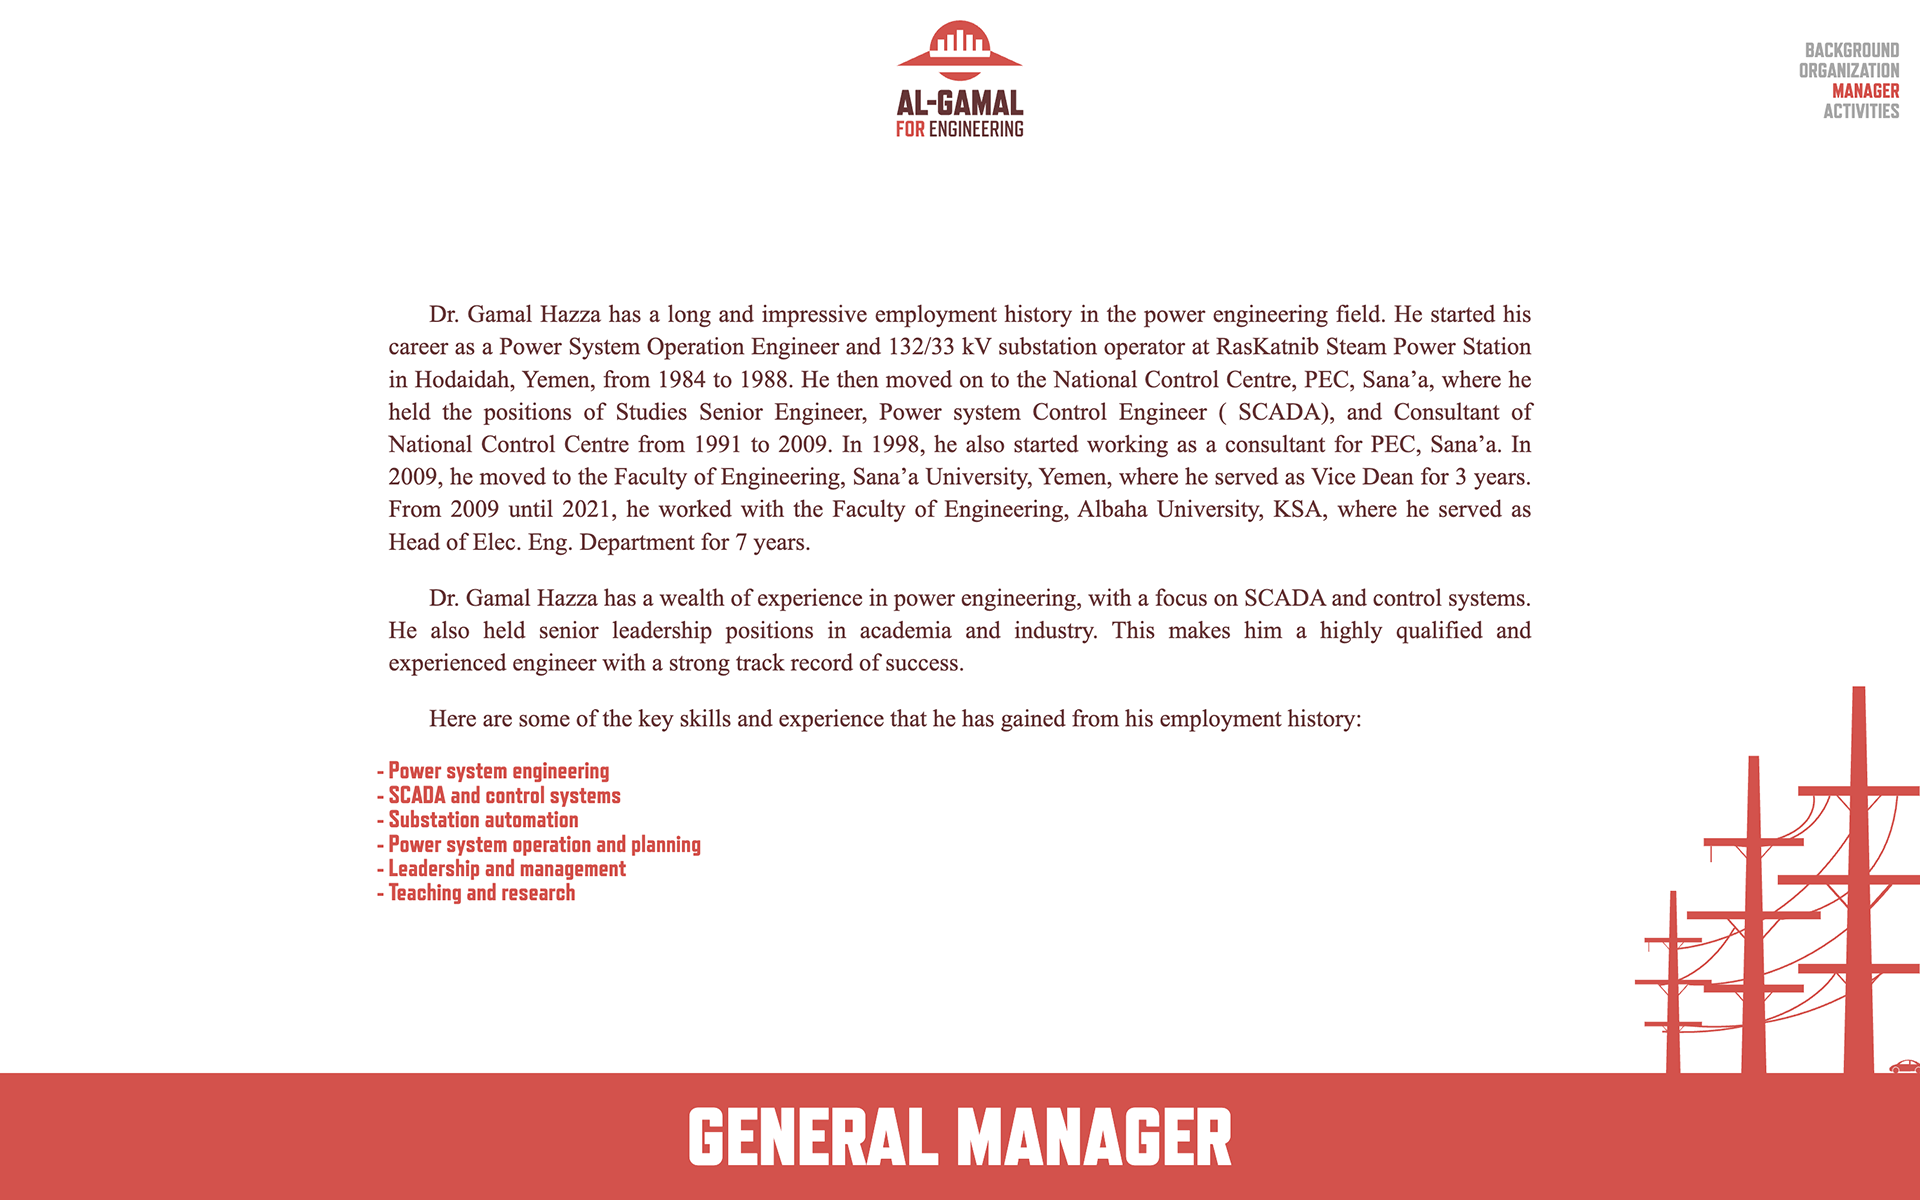 AL-GAMAL
FOR ENGINEERING
BACKGROUND
ORGANIZATION
MANAGER
ACTIVITIES
Dr. Gamal Hazza has a long and impressive employment history in the power engineering field. He started his
career as a Power System Operation Engineer and 132/33 kV substation operator at RasKatnib Steam Power Station
in Hodaidah, Yemen, from 1984 to 1988. He then moved on to the National Control Centre, PEC, Sana’a, where he
held the positions of Studies Senior Engineer, Power system Control Engineer ( SCADA), and Consultant of
National Control Centre from 1991 to 2009. In 1998, he also started working as a consultant for PEC, Sana’a. In
2009, he moved to the Faculty of Engineering, Sana’a University, Yemen, where he served as Vice Dean for 3 years.
From 2009 until 2021, he worked with the Faculty of Engineering, Albaha University, KSA, where he served as
Head of Elec. Eng. Department for 7 years.
Dr. Gamal Hazza has a wealth of experience in power engineering, with a focus on SCADA and control systems.
He also held senior leadership positions in academia and industry. This makes him a highly qualified and
experienced engineer with a strong track record of success.
Here are some of the key skills and experience that he has gained from his employment history:
- Power system engineering
- SCADA and control systems
- Substation automation
- Power system operation and planning
- Leadership and management
- Teaching and research
GENERAL MANAGER